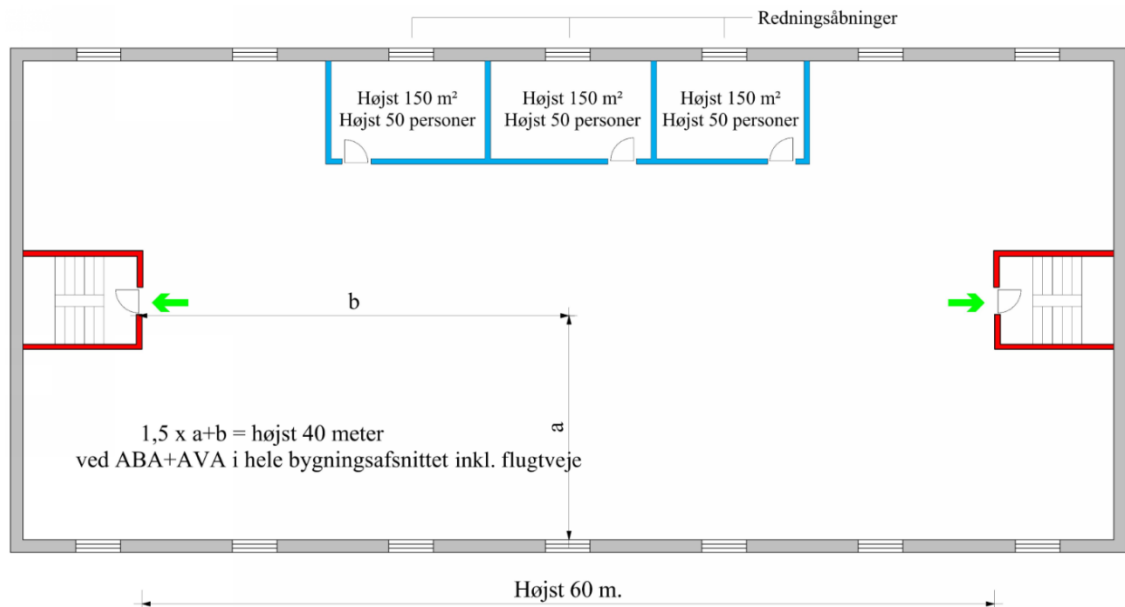 Redningsåbninger
Højst 150 m²
Højst 50 personer
Højst 150 m²
Højst 50 personer
Højst 150 m²
Højst 50 personer
b
a
1,5 x a+b = højst 40 meter
ved ABA+AVA i hele bygningsafsnittet inkl. flugtveje
Højst 60 m.